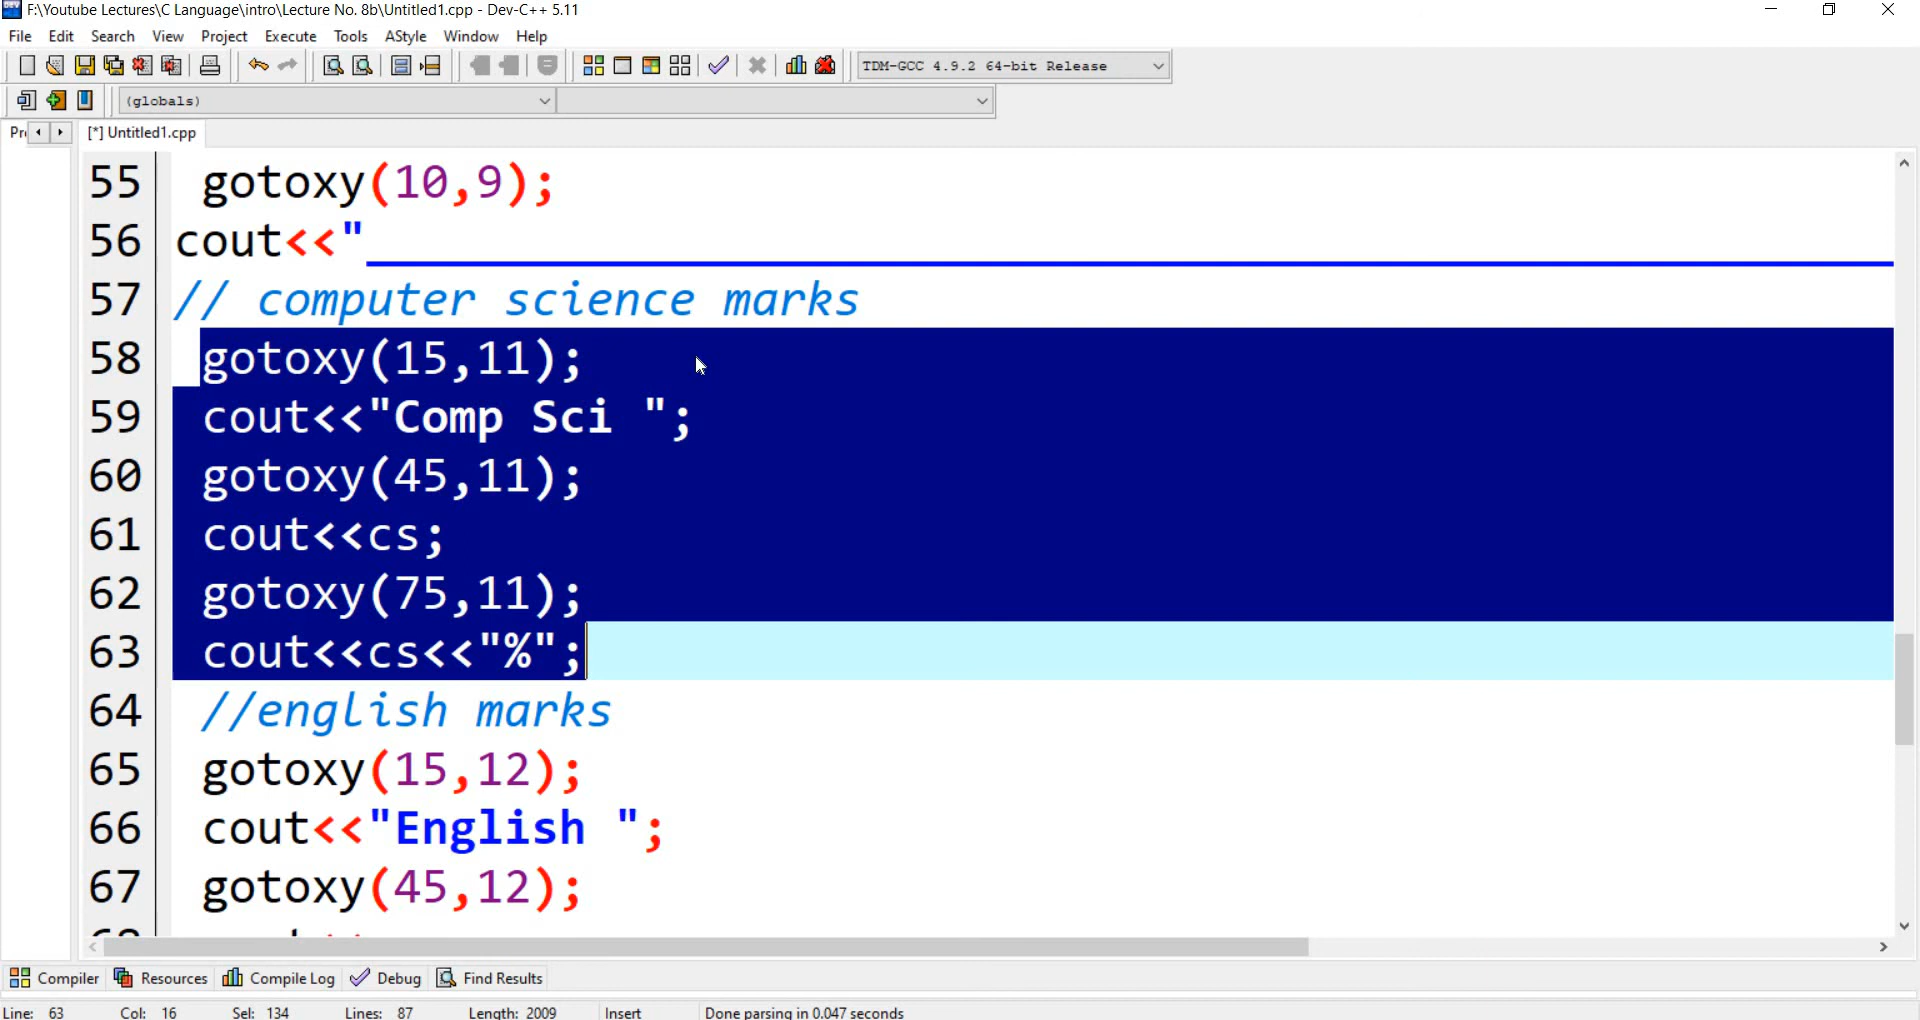 F:\Youtube Lectures\C Language\intro\Lecture No. 8b\Untitled1.cpp - Dev-C++ 5.11
File Edit Search View Project Execute Tools AStyle Window Help
TDM-GCC 4.9.2 64-bit Release
(globals)
[*] Untitled1.cpp
55 gotoxy(10,9);
56 cout<<"_______________________________
57 // computer science marks
58 gotoxy(15,11);
59 cout<<"Comp Sci ";
60 gotoxy(45,11);
61 cout<<cs;
62 gotoxy(75,11);
63 cout<<cs<<"%";
64 //english marks
65 gotoxy(15,12);
66 cout<<"English ";
67 gotoxy(45,12);
Compiler Resources Compile Log Debug Find Results
Line: 63 Col: 16 Sel: 134 Lines: 87 Length: 2009 Insert Done parsing in 0.047 seconds